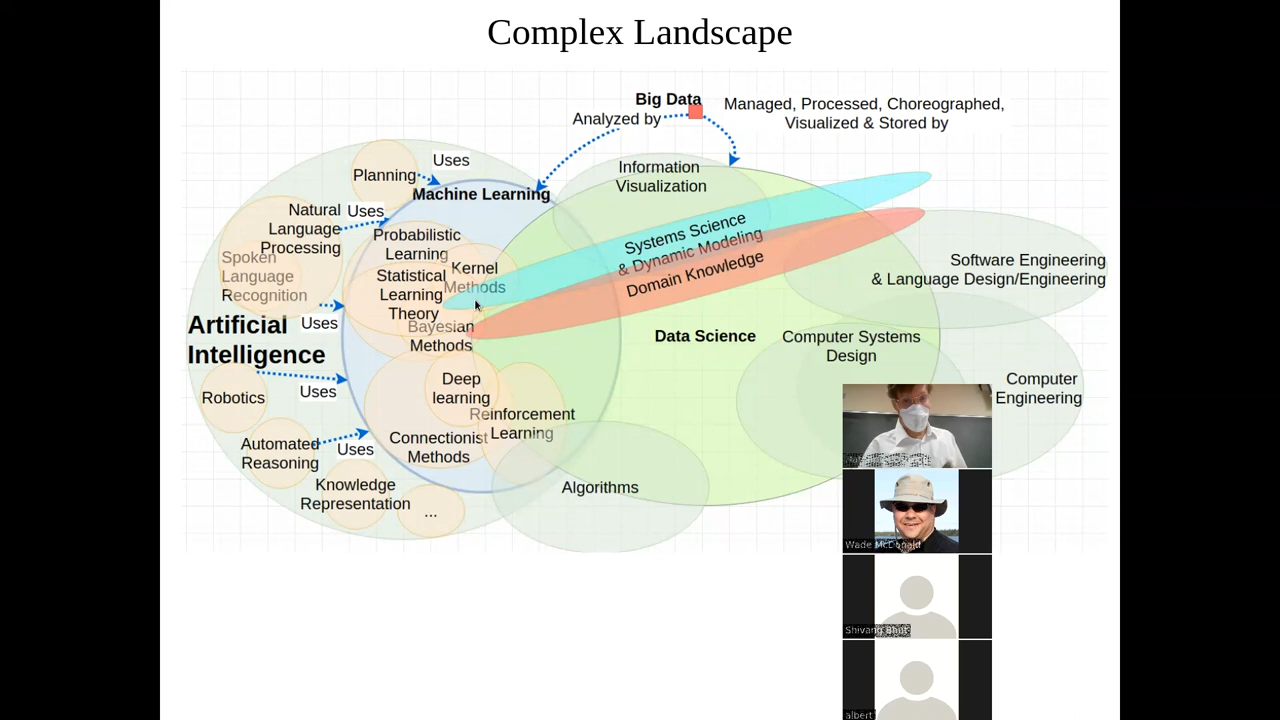 Complex Landscape
Big Data
Analyzed by
Managed, Processed, Choreographed,
Visualized & Stored by
Uses
Planning
Information
Visualization
Machine Learning
Natural
Language
Processing
Uses
Probabilistic
Learning
Systems Science
& Dynamic Modeling
Domain Knowledge
Spoken
Language
Recognition
Statistical
Learning
Theory
Kernel
Methods
Software Engineering
& Language Design/Engineering
Uses
Artificial
Intelligence
Bayesian
Methods
Data Science
Computer Systems
Design
Uses
Robotics
Deep
learning
Computer
Engineering
Reinforcement
Learning
Automated
Reasoning
Uses
Connectionist
Methods
Knowledge
Representation
...
Algorithms
Wade McDonald
Shivang
albert